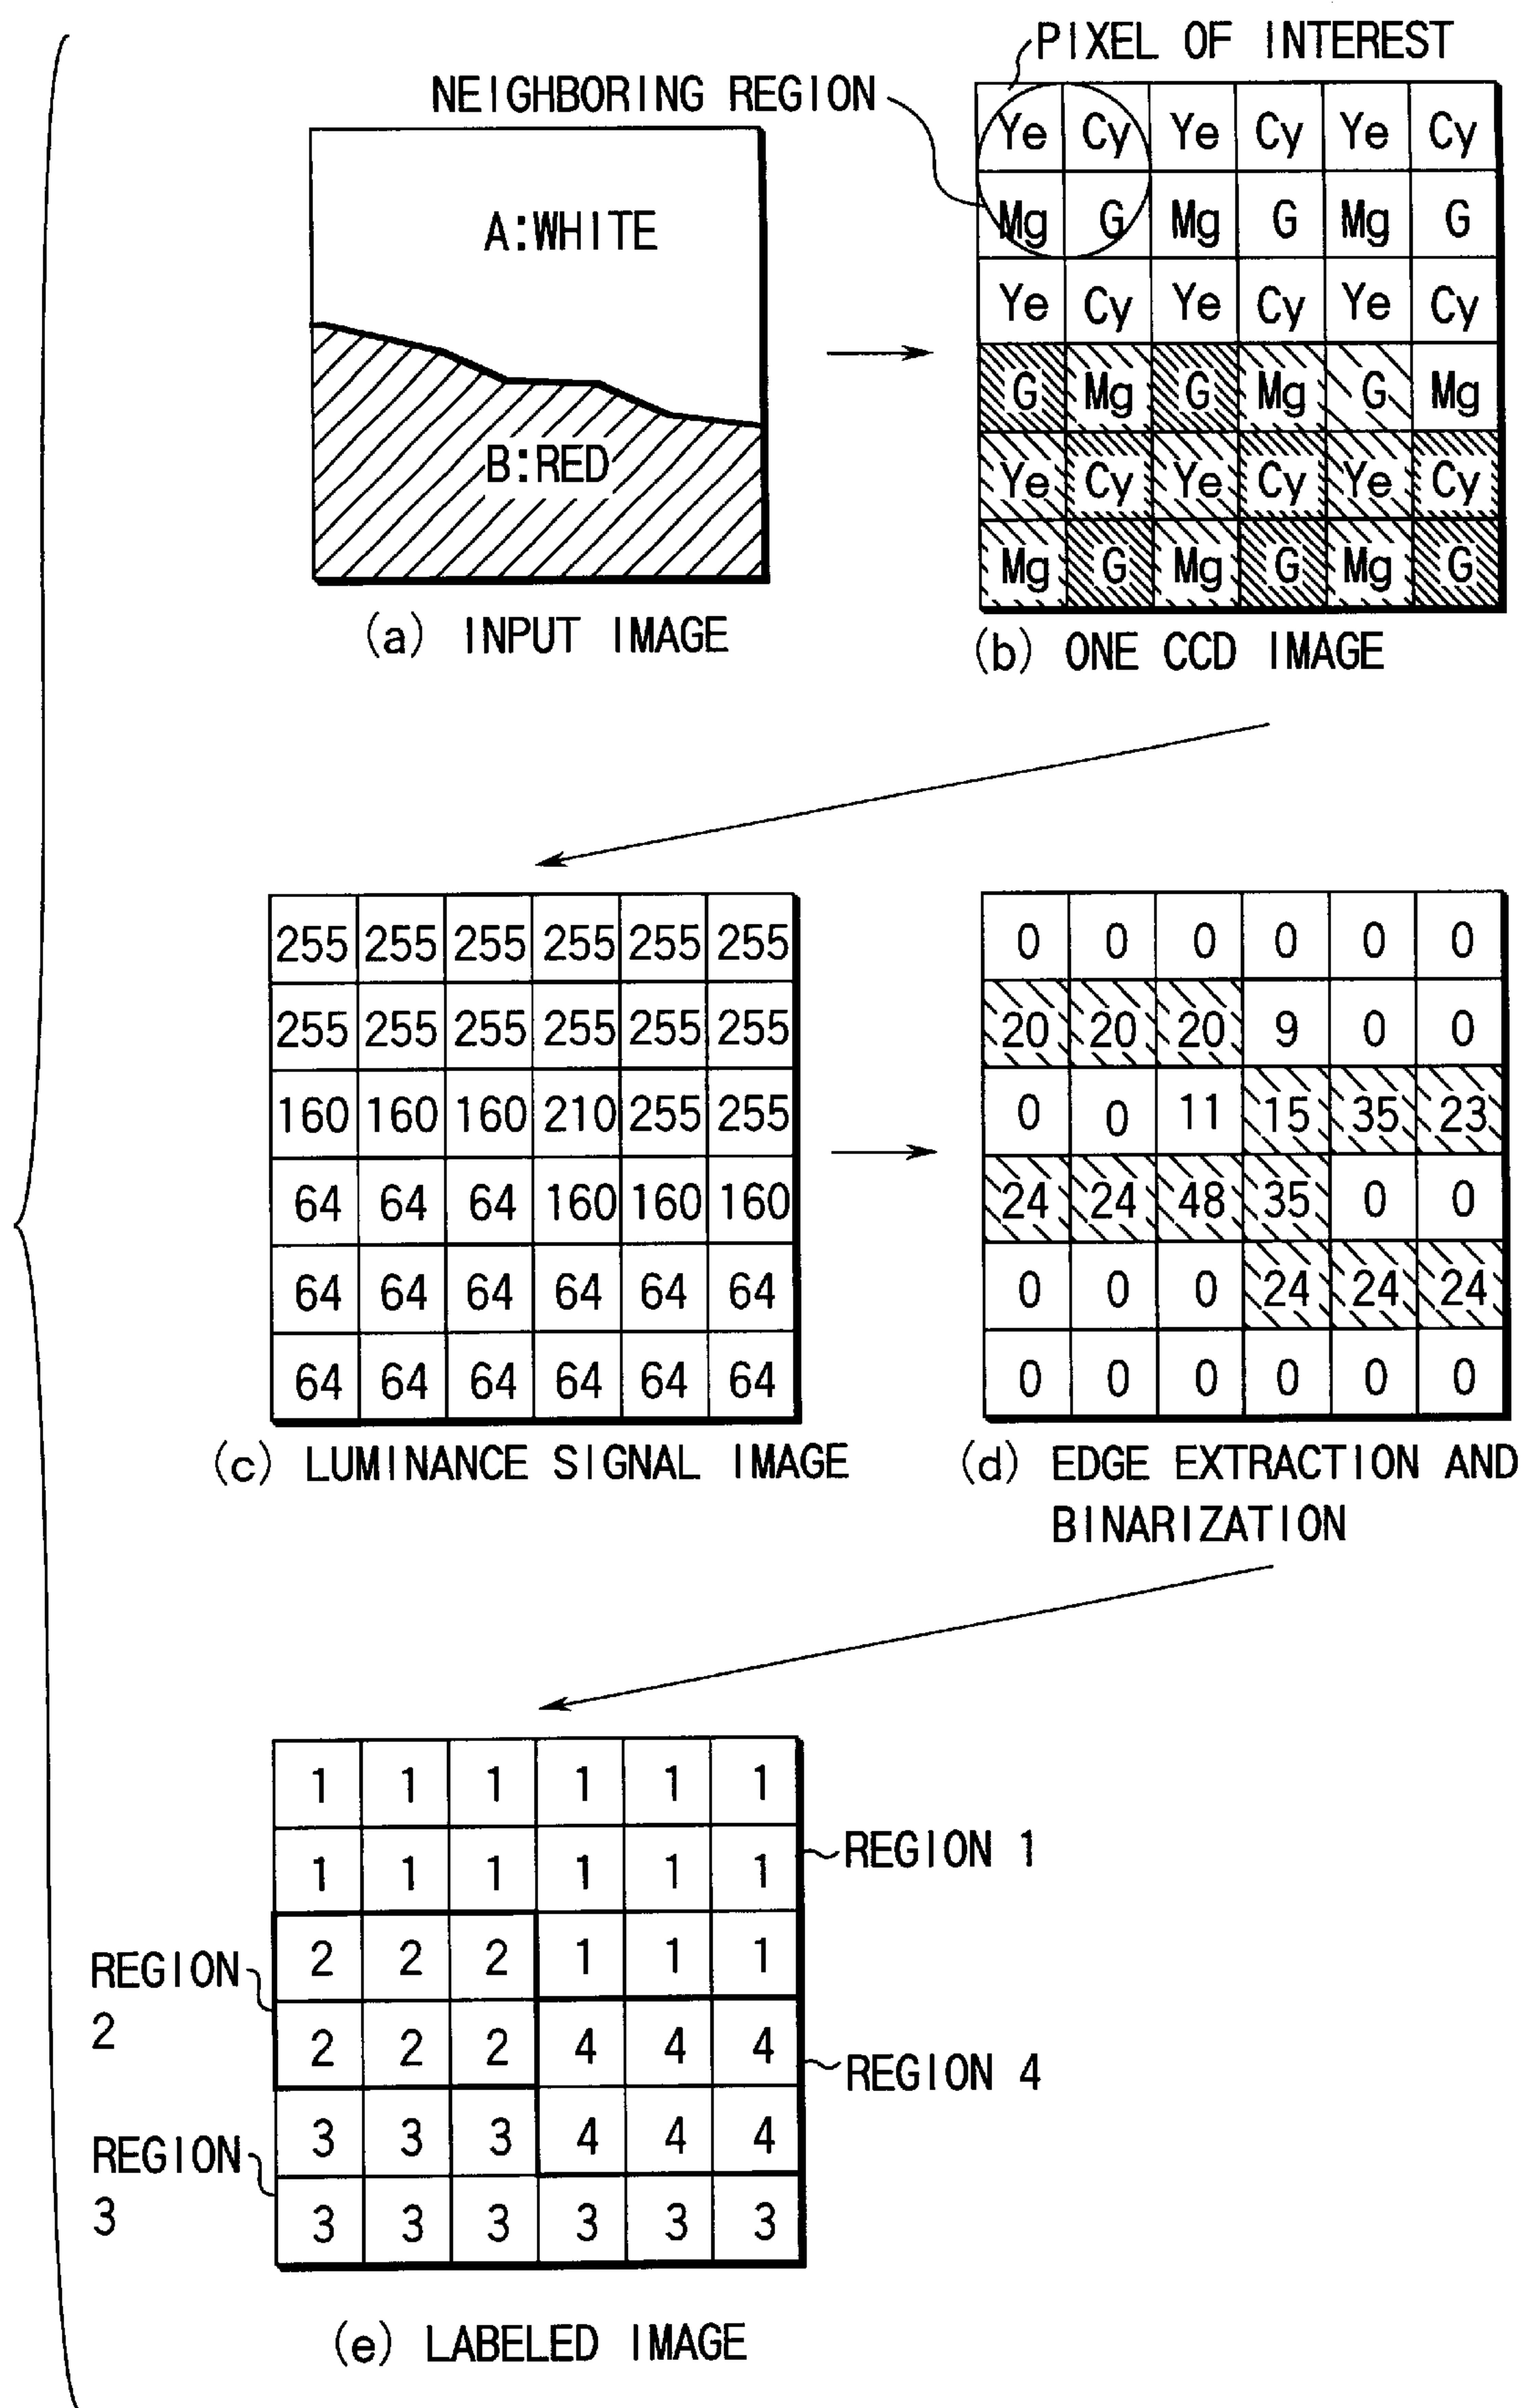 PIXEL OF INTEREST
NEIGHBORING REGION
A:WHITE
B:RED
(a) INPUT IMAGE
Ye Cy Ye Cy Ye Cy
Mg G Mg G Mg G
Ye Cy Ye Cy Ye Cy
G Mg G Mg G Mg
Ye Cy Ye Cy Ye Cy
Mg G Mg G Mg G
(b) ONE CCD IMAGE
255 255 255 255 255 255
255 255 255 255 255 255
160 160 160 210 255 255
64 64 64 160 160 160
64 64 64 64 64 64
64 64 64 64 64 64
(c) LUMINANCE SIGNAL IMAGE
0 0 0 0 0 0
20 20 20 9 0 0
0 0 11 15 35 23
24 24 48 35 0 0
0 0 0 24 24 24
0 0 0 0 0 0
(d) EDGE EXTRACTION AND
BINARIZATION
1 1 1 1 1 1
1 1 1 1 1 1
2 2 2 1 1 1
2 2 2 4 4 4
3 3 3 4 4 4
3 3 3 3 3 3
REGION 1
REGION
2
REGION 4
REGION
3
(e) LABELED IMAGE